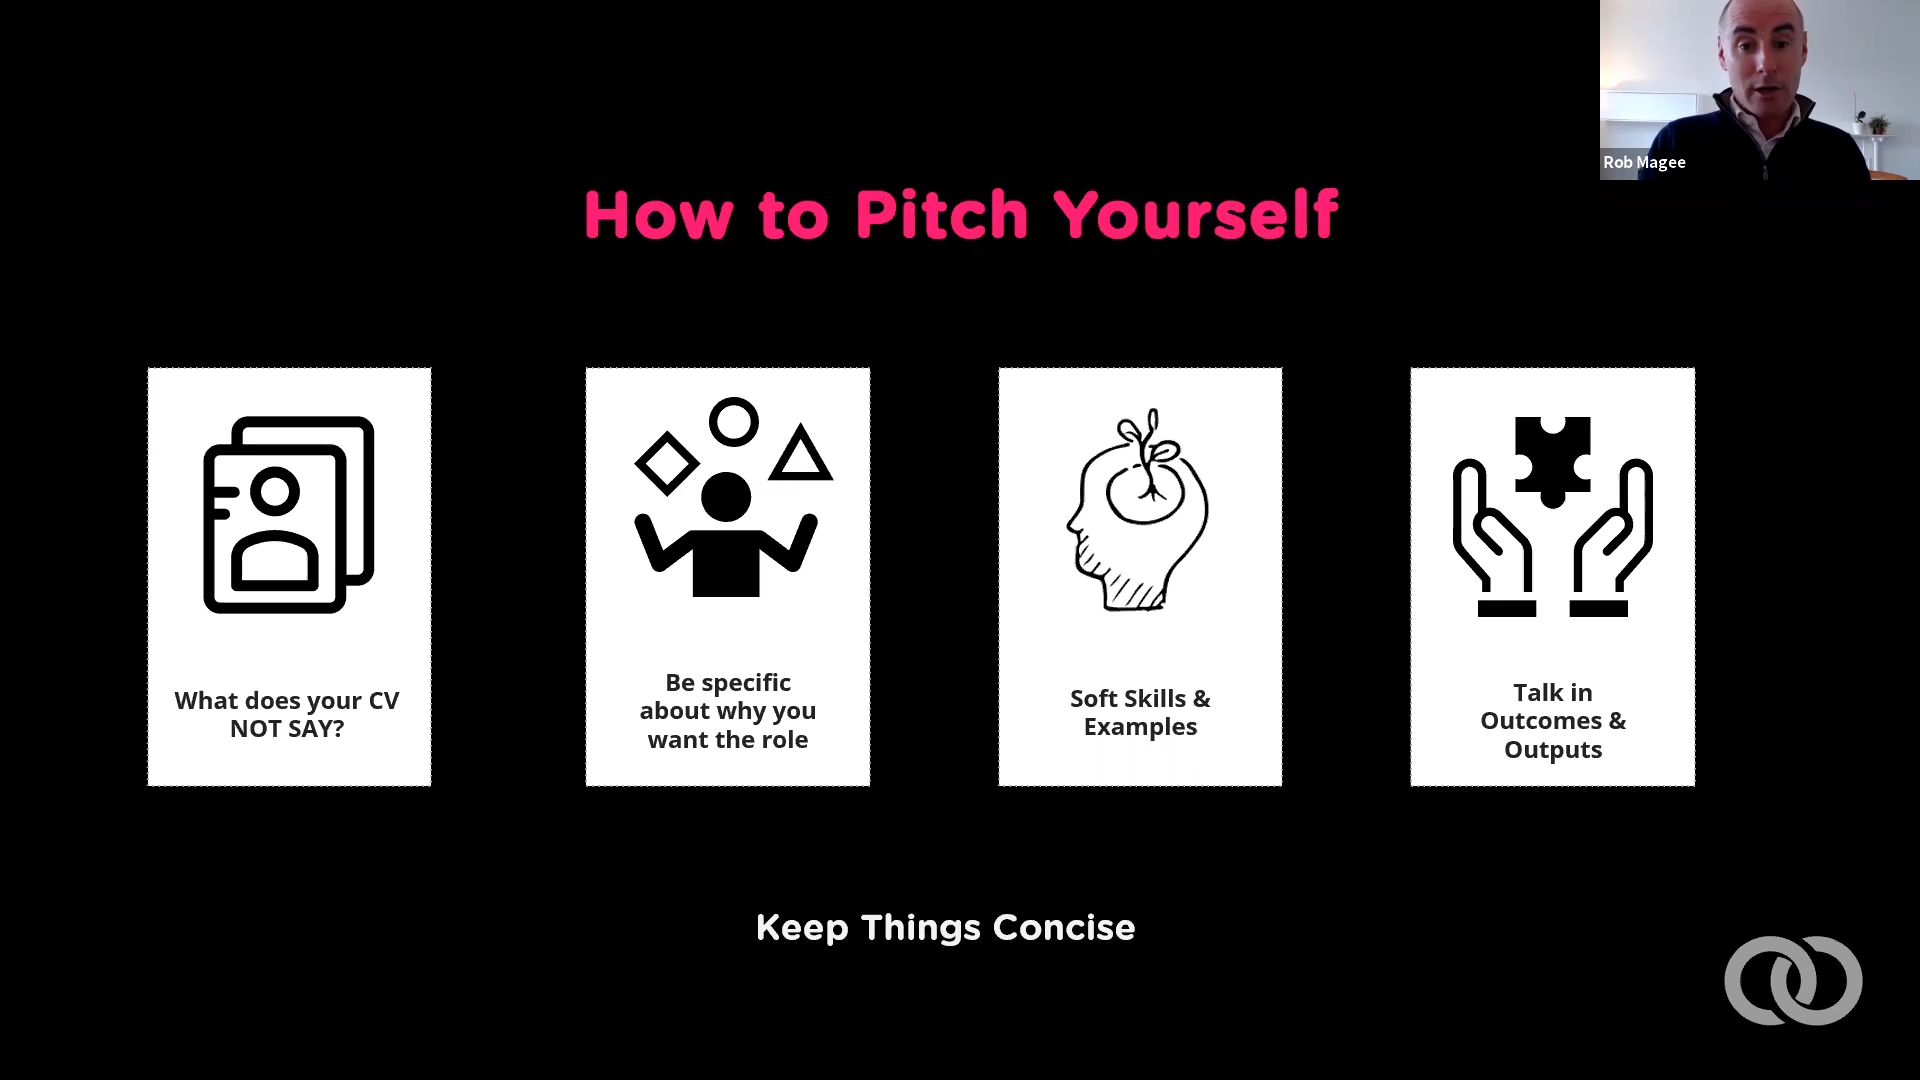 Rob Magee
How to Pitch Yourself
What does your CV
NOT SAY?
Be specific
about why you
want the role
Soft Skills &
Examples
Talk in
Outcomes &
Outputs
Keep Things Concise